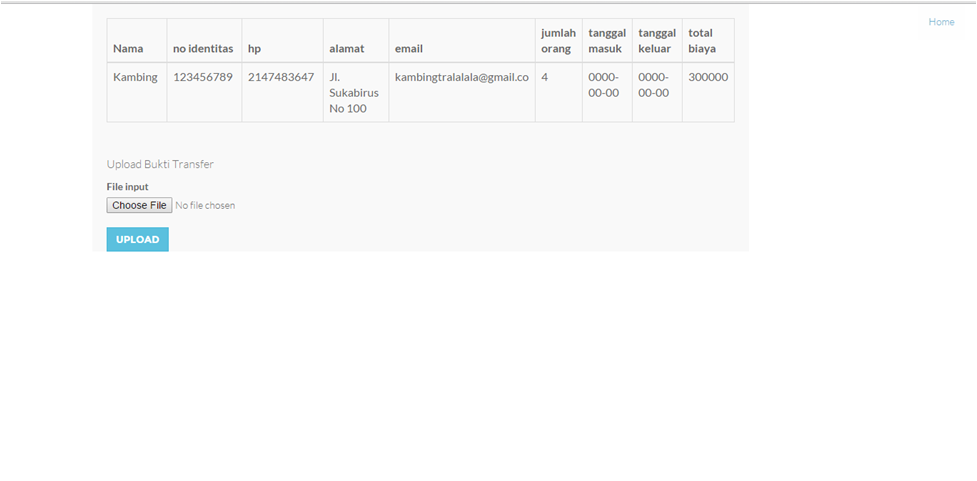 Home
Nama no identitas hp alamat email jumlah orang tanggal masuk tanggal keluar total biaya
Kambing 123456789 2147483647 Jl. Sukabirus No 100 kambingtralalala@gmail.co 4 0000-00-00 0000-00-00 300000
Upload Bukti Transfer
File input
Choose File No file chosen
UPLOAD